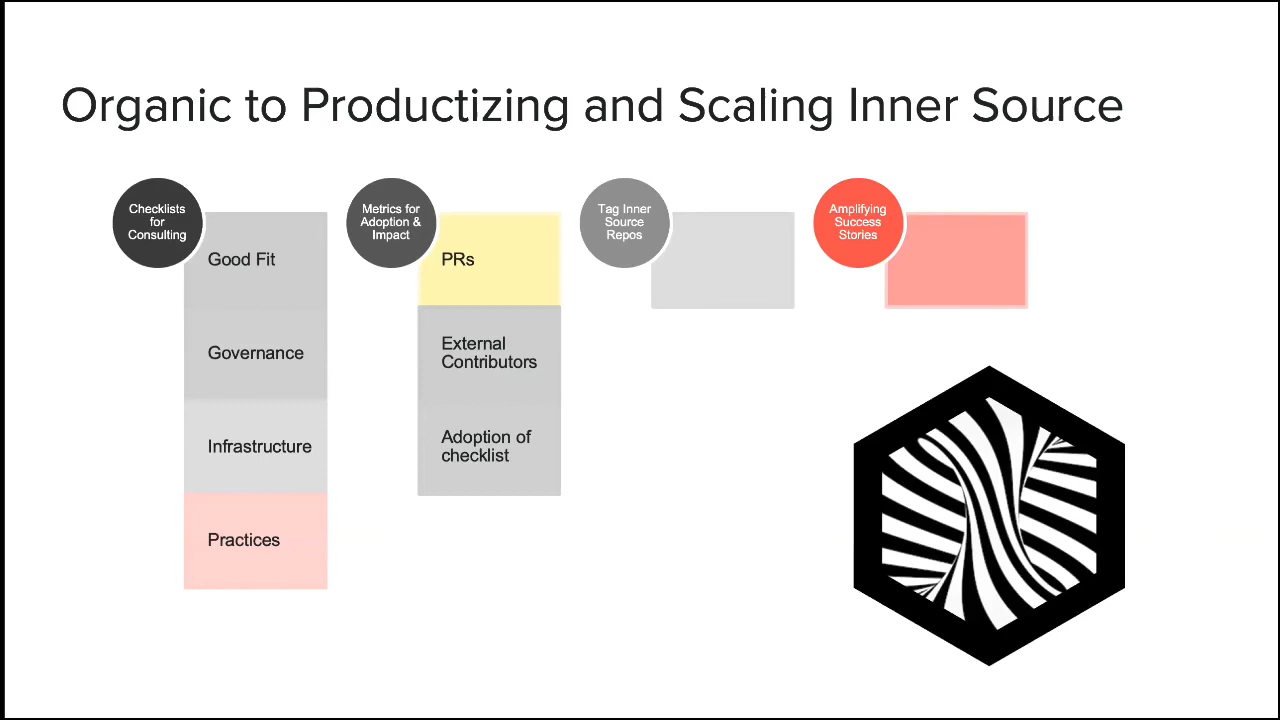 Organic to Productizing and Scaling Inner Source
Checklists
for
Consulting
Good Fit
Governance
Infrastructure
Practices
Metrics for
Adoption &
Impact
PRs
External
Contributors
Adoption of
checklist
Tag Inner
Source
Repos
Amplifying
Success
Stories